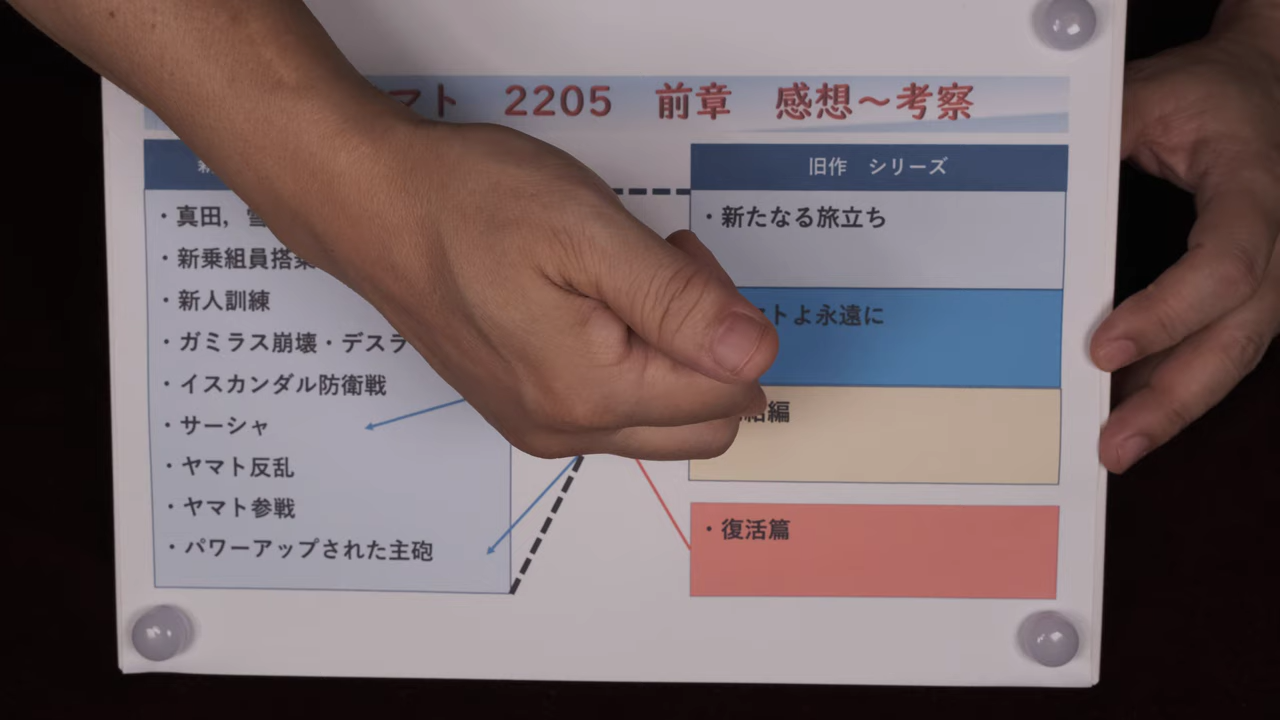 マト 2205 前章 感想～考察
・真田，雪
・新乗組員搭乗
・新人訓練
・ガミラス崩壊・デスラ
・イスカンダル防衛戦
・サーシャ
・ヤマト反乱
・ヤマト参戦
・パワーアップされた主砲
旧作 シリーズ
・新たなる旅立ち
トよ永遠に
結編
・復活篇